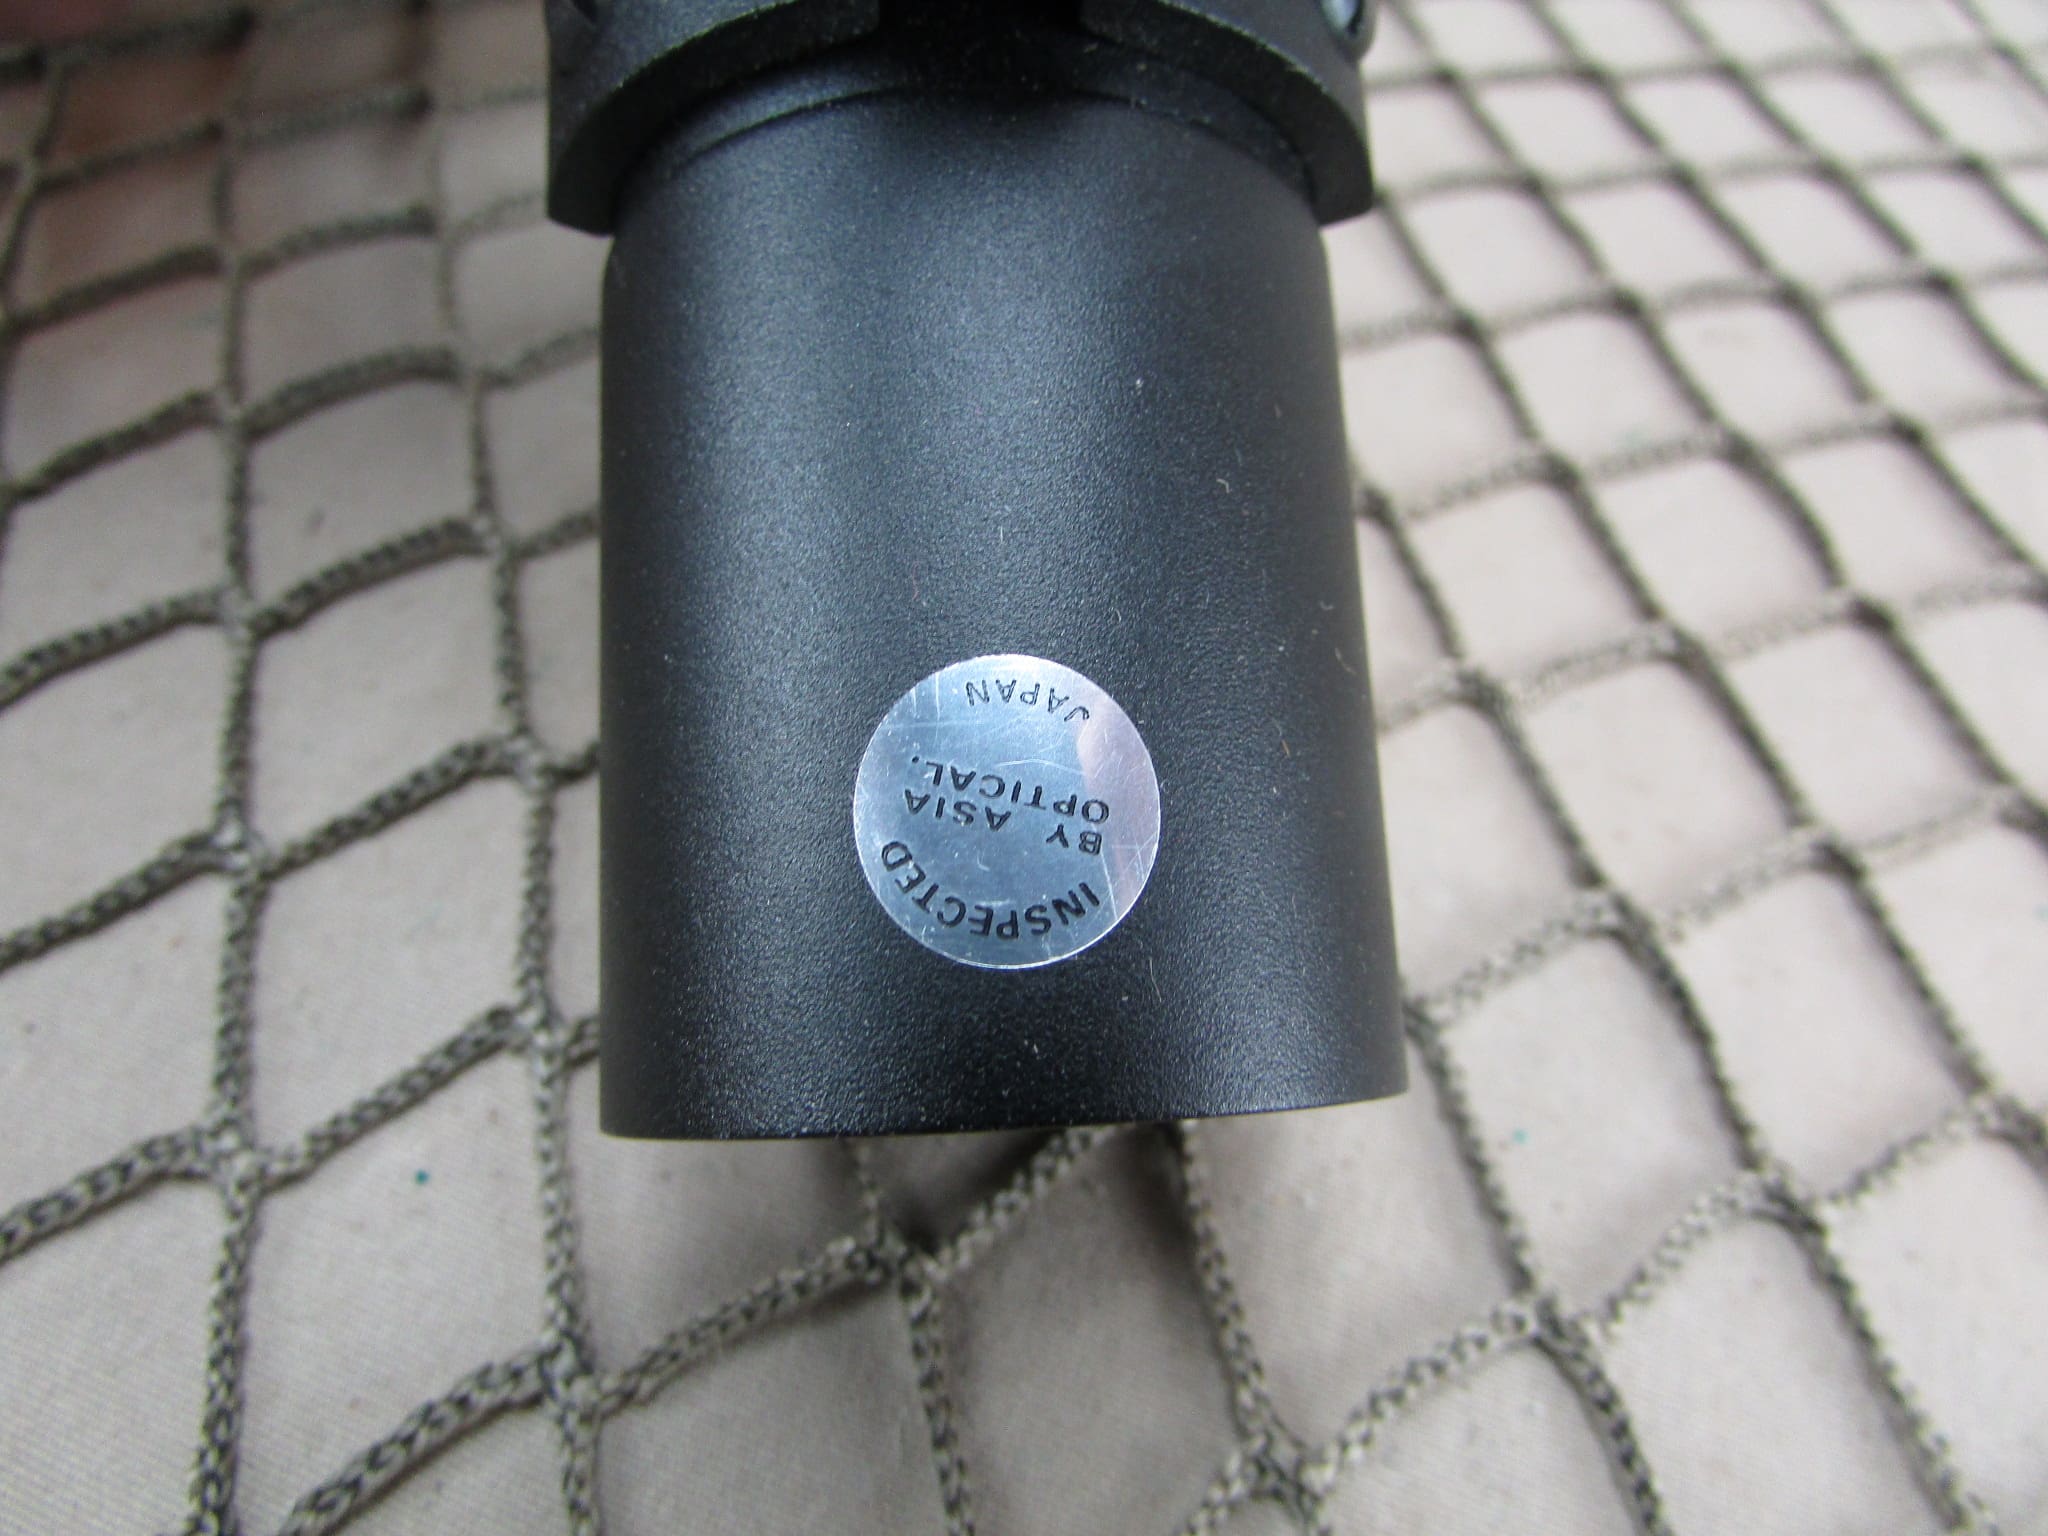 INSPECTED
BY ASIA
OPTICAL.
JAPAN